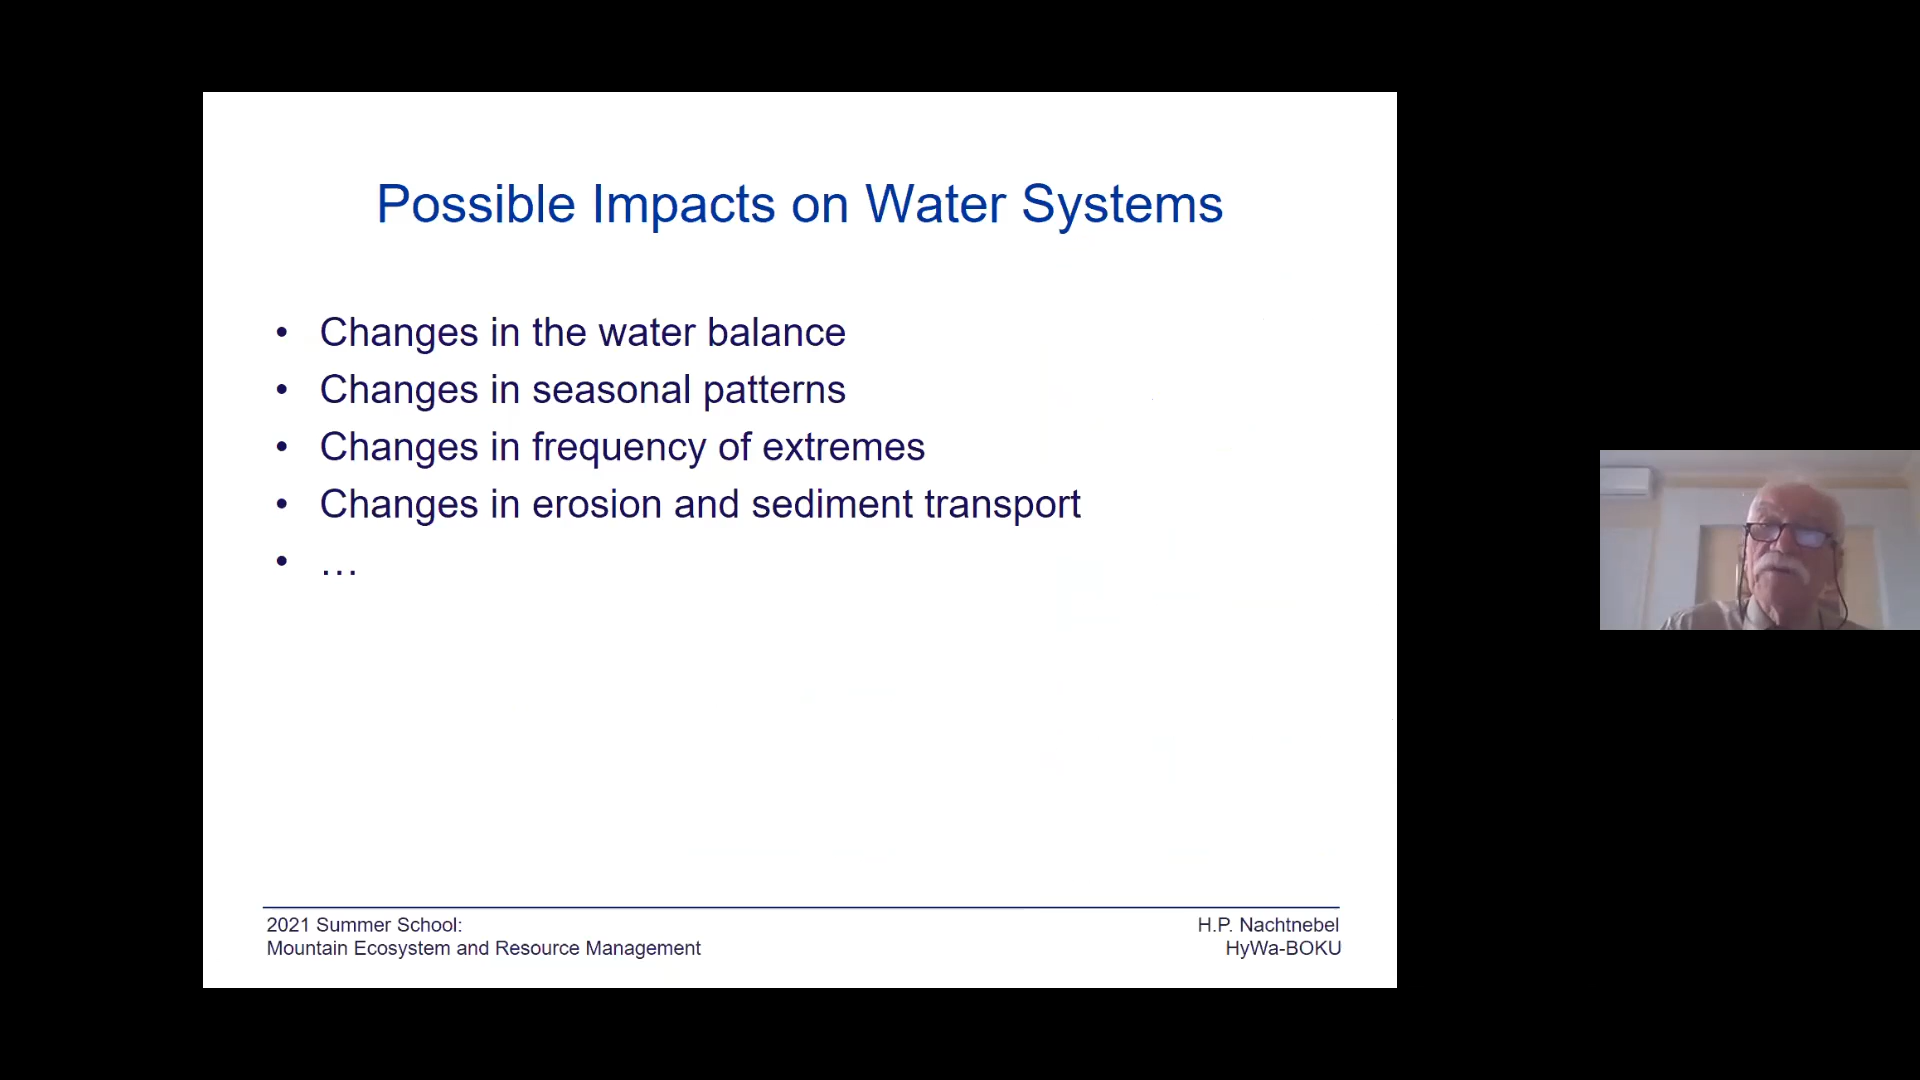 Possible Impacts on Water Systems
• Changes in the water balance
• Changes in seasonal patterns
• Changes in frequency of extremes
• Changes in erosion and sediment transport
• …
2021 Summer School:
Mountain Ecosystem and Resource Management
H.P. Nachtnebel
HyWa-BOKU